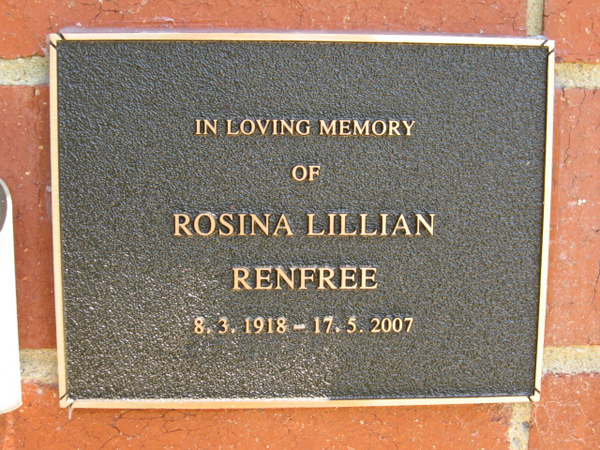 IN LOVING MEMORY
OF
ROSINA LILLIAN
RENFREE
8. 3. 1918 – 17. 5. 2007